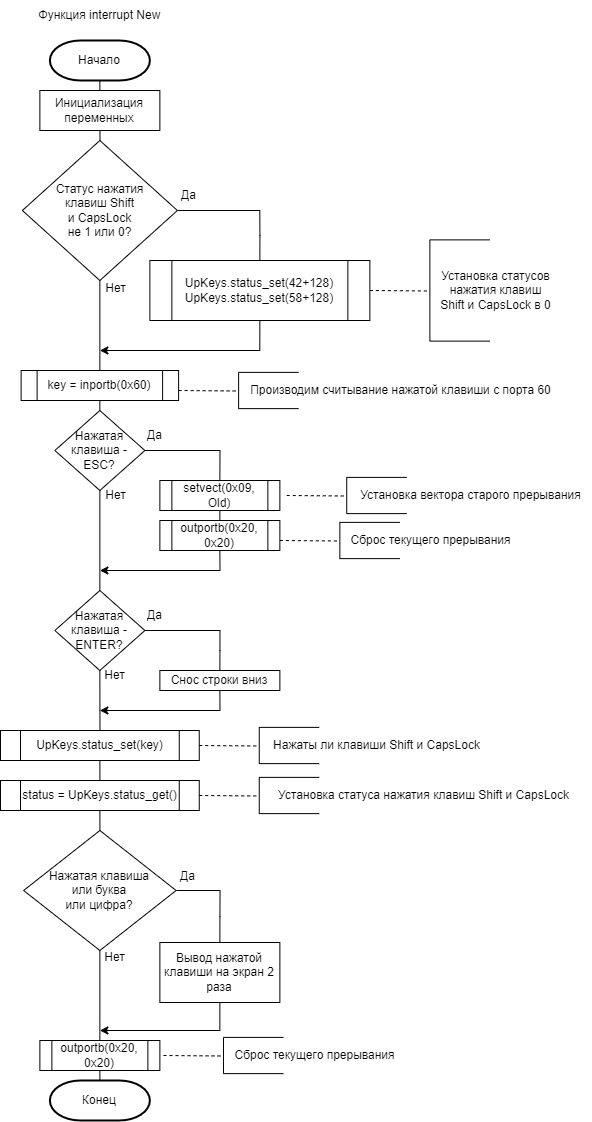 Функция interrupt New
Начало
Инициализация
переменных
Статус нажатия
клавиш Shift
и CapsLock
не 1 или 0?
Да
Нет
UpKeys.status_set(42+128)
UpKeys.status_set(58+128)
Установка статусов
нажатия клавиш
Shift и CapsLock в 0
key = inportb(0x60)
Производим считывание нажатой клавиши с порта 60
Нажатая
клавиша -
ESC?
Да
Нет
setvect(0x09,
Old)
Установка вектора старого прерывания
outportb(0x20,
0x20)
Сброс текущего прерывания
Нажатая
клавиша -
ENTER?
Да
Нет
Снос строки вниз
UpKeys.status_set(key)
Нажаты ли клавиши Shift и CapsLock
status = UpKeys.status_get()
Установка статуса нажатия клавиш Shift и CapsLock
Нажатая клавиша
или буква
или цифра?
Да
Нет
Вывод нажатой
клавиши на экран 2
раза
outportb(0x20,
0x20)
Сброс текущего прерывания
Конец